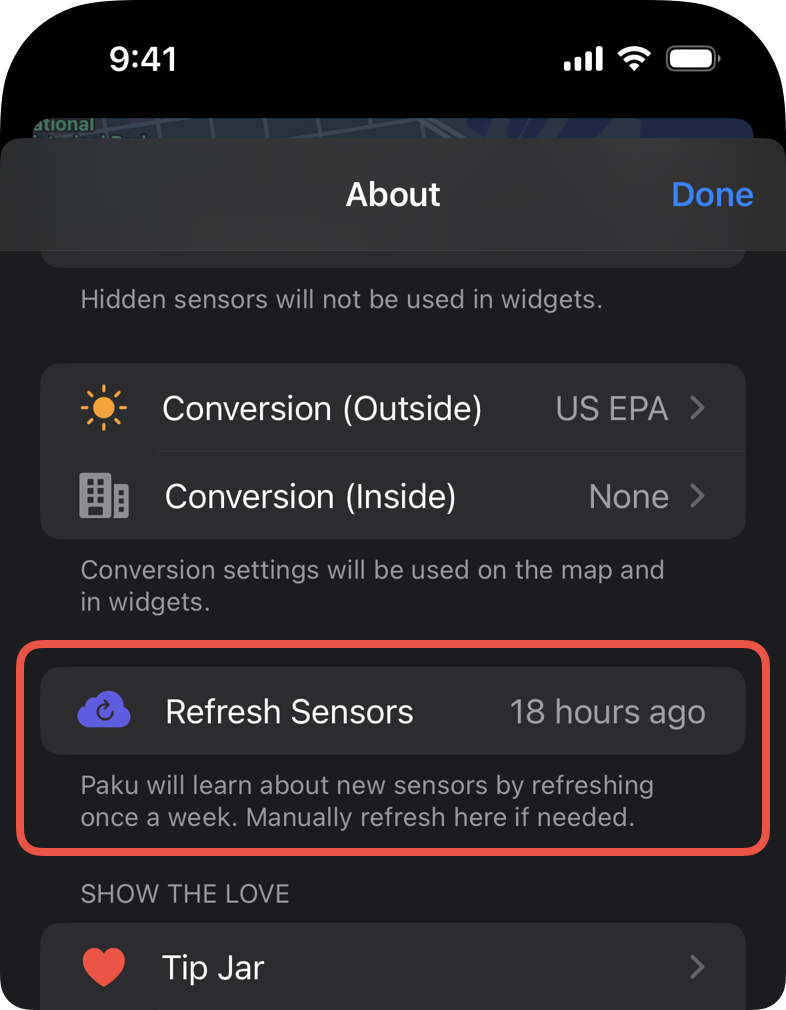 9:41
ational
About
Done
Hidden sensors will not be used in widgets.
Conversion (Outside) US EPA
Conversion (Inside) None
Conversion settings will be used on the map and
in widgets.
Refresh Sensors 18 hours ago
Paku will learn about new sensors by refreshing
once a week. Manually refresh here if needed.
SHOW THE LOVE
Tip Jar